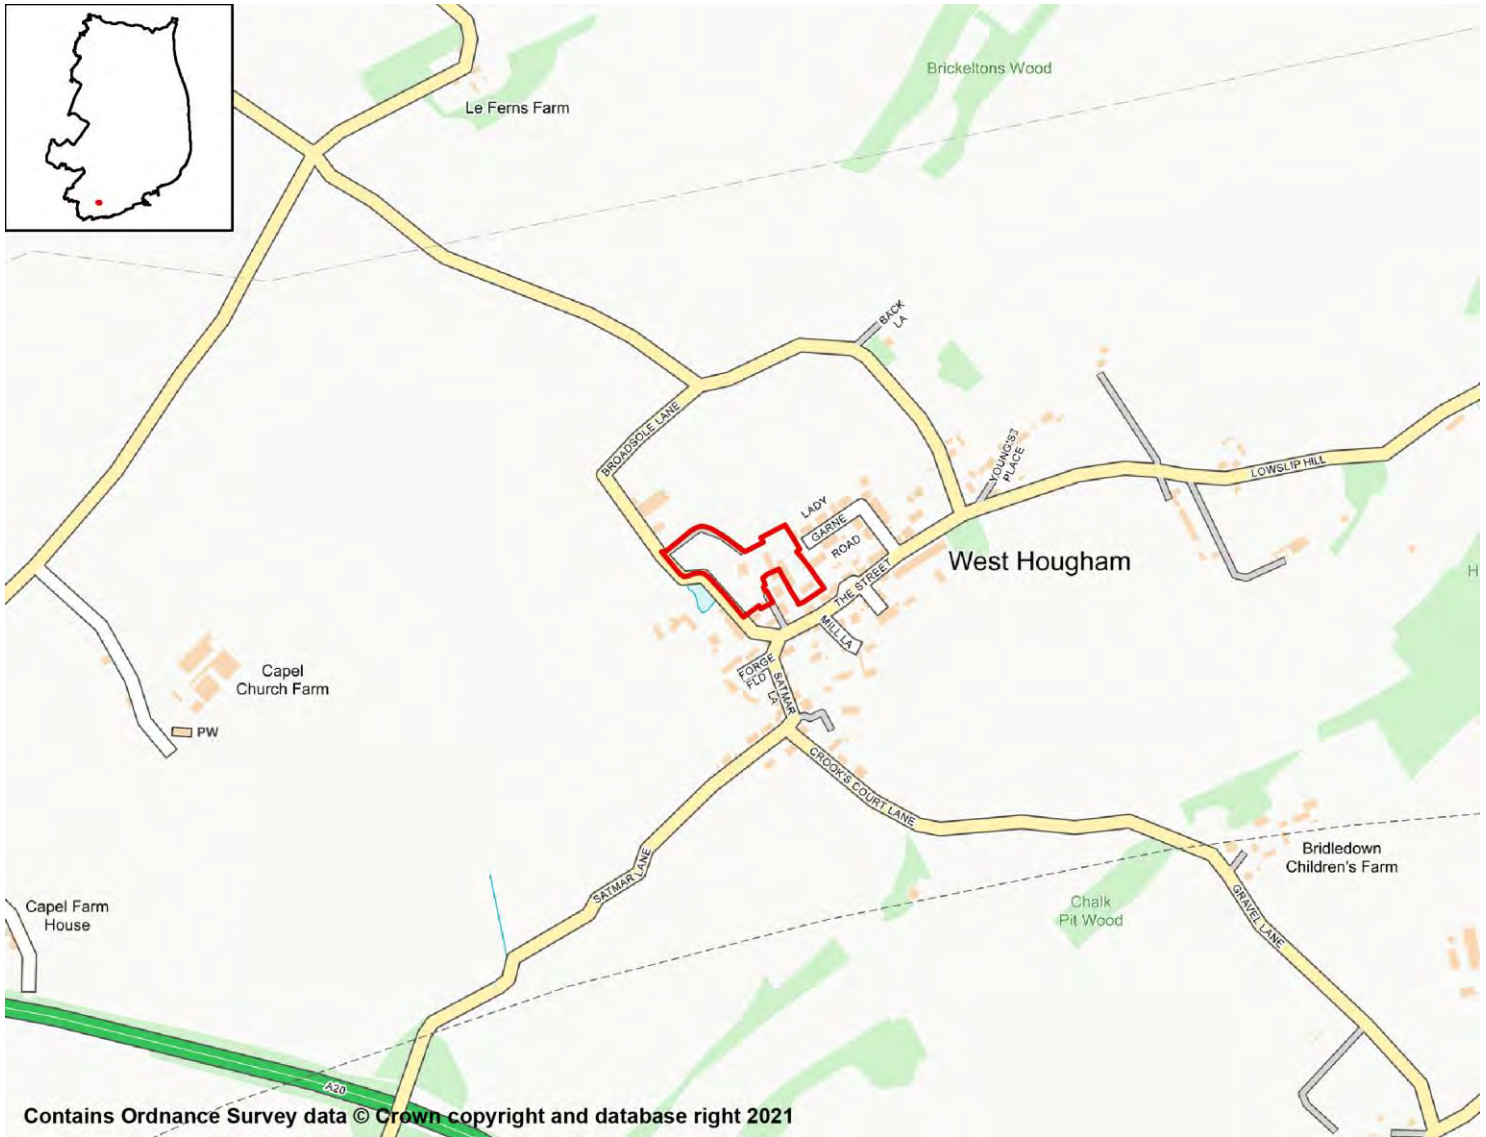 Brickeltons Wood
Le Ferns Farm
BACK
LA
BROADSOLE LANE
YOUNG'S
PLACE
LOWSLIP HILL
LADY
GARNE
ROAD
West Hougham
THE STREET
H
MILL LA
FORGE
FLD
SATMAR
LA
Capel
Church Farm
PW
CROOK'S COURT LANE
Bridledown
Children's Farm
SATMAR LANE
Capel Farm
House
Chalk
Pit Wood
GRAVEL LANE
A20
Contains Ordnance Survey data © Crown copyright and database right 2021